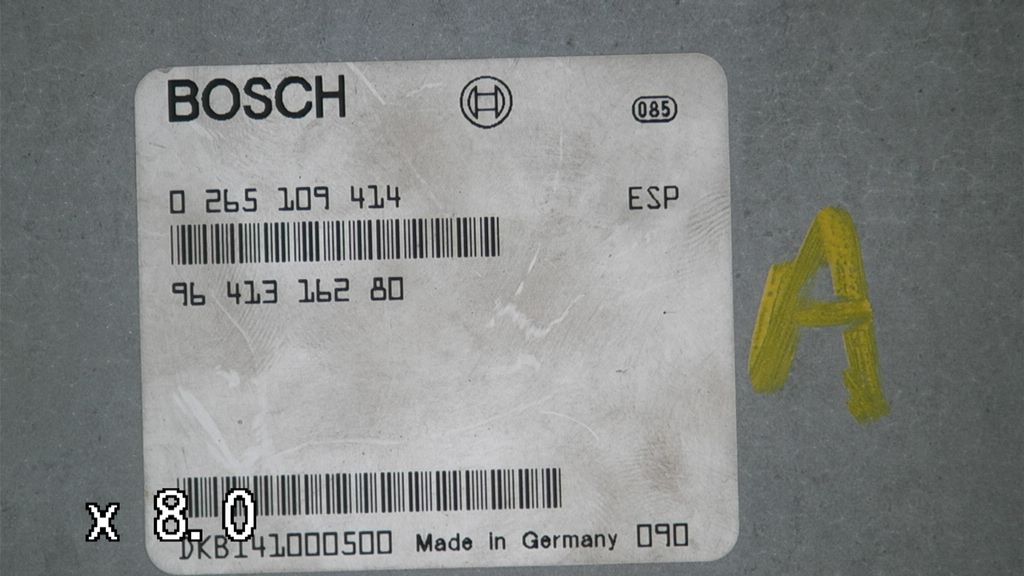 BOSCH 085
0 265 109 414 ESP
96 413 162 80
x 8.0
DKB141000500 Made in Germany 090
A